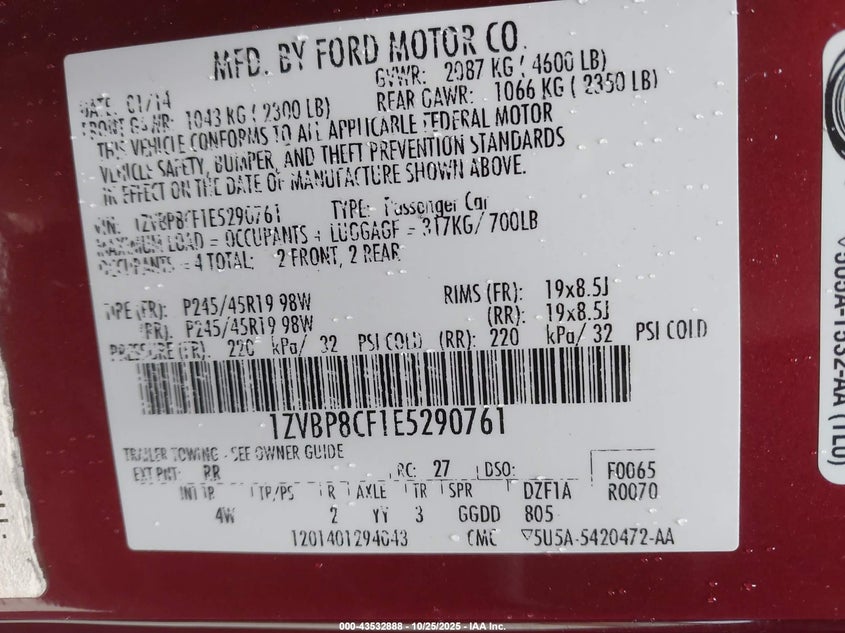 MFD. BY FORD MOTOR CO.
DATE: 01/14 GVWR: 2087 KG ( 4600 LB)
FRONT GAWR: 1043 KG ( 2300 LB) REAR GAWR: 1066 KG ( 2350 LB)
THIS VEHICLE CONFORMS TO ALL APPLICABLE FEDERAL MOTOR
VEHICLE SAFETY, BUMPER, AND THEFT PREVENTION STANDARDS
IN EFFECT ON THE DATE OF MANUFACTURE SHOWN ABOVE.
VIN: 1ZVBP8CF1E5290761 TYPE: Passenger Car
MAXIMUM LOAD = OCCUPANTS + LUGGAGE = 317KG/ 700LB
OCCUPANTS = 4 TOTAL: 2 FRONT, 2 REAR
TYPE (FR): P245/45R19 98W RIMS (FR): 19x8.5J
(RR): P245/45R19 98W (RR): 19x8.5J
PRESSURE (FR): 220 kPa/ 32 PSI COLD (RR): 220 kPa/ 32 PSI COLD
1ZVBP8CF1E5290761
TRAILER TOWING - SEE OWNER GUIDE
EXT PNT: RR RC: 27 DSO: F0065
INT TR TP/PS R AXLE TR SPR DZF1A R0070
4W 2 YY 3 GGDD 805
1201401294043 CMC ▽5U5A-5420472-AA
000-43532888 - 10/25/2025 - IAA Inc.